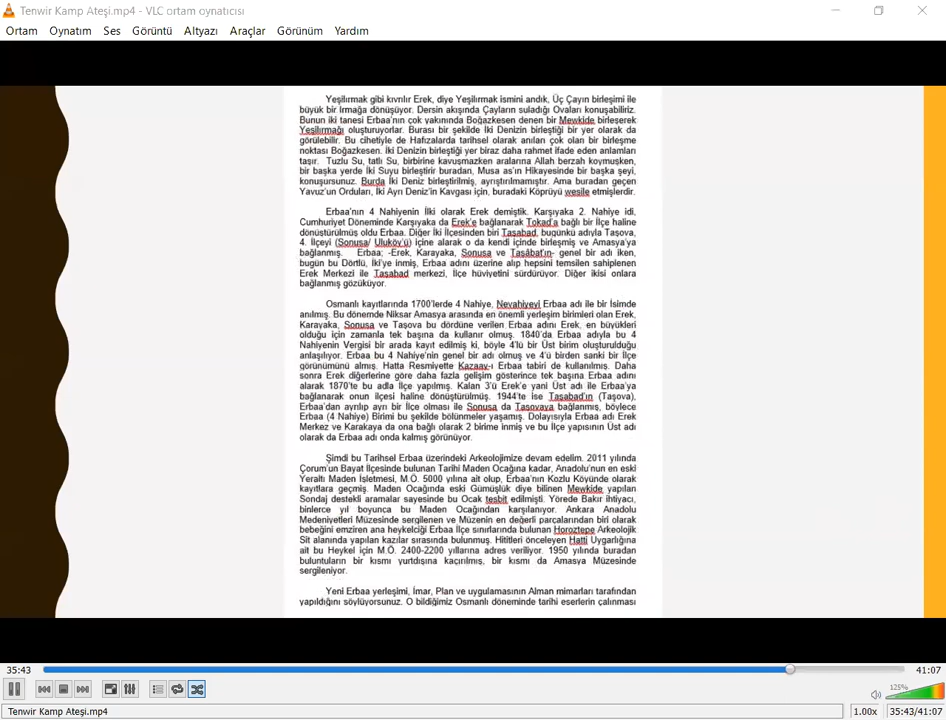 Tenwir Kamp Ateşi.mp4 - VLC ortam oynatıcısı
Ortam Oynatım Ses Görüntü Altyazı Araçlar Görünüm Yardım
Yeşilırmak gibi kıvrılır Erek, diye Yeşilırmak ismini andık, Üç Çayın birleşimi ile
büyük bir Irmağa dönüşüyor. Dersin akışında Çayların suladığı Ovaları konuşabiliriz.
Bunun iki tanesi Erbaa'nın çok yakınında Boğazkesen denen bir Mewkide birleşerek
Yeşilırmağı oluşturuyorlar. Burası bir şekilde İki Denizin birleştiği bir yer olarak da
görülebilir. Bu cihetiyle de Hafızalarda tarihsel olarak anılan çok olan bir birleşme
noktası Boğazkesen. İki Denizin birleştiği yer biraz daha rahmet ifade eden anlamları
taşır. Tuzlu Su, tatlı Su, birbirine kavuşmazken aralarına Allah berzah koymuşken,
bir başka yerde İki Suyu birleştirir buradan, Musa as'ın Hikayesinde bir başka şeyi,
konuşursunuz. Burda İki Deniz birleştirilmiş, ayrıştırılmamıştır. Ama buradan geçen
Yavuz'un Orduları, İki Ayrı Deniz'in Kavgası için, buradaki Köprüyü wesile etmişlerdir.
Erbaa'nın 4 Nahiyenin İlki olarak Erek demiştik. Karşıyaka 2. Nahiye idi,
Cumhuriyet Döneminde Karşıyaka da Erek'e bağlanarak Tokad'a bağlı bir İlçe haline
dönüştürülmüş oldu Erbaa. Diğer İki İlçesinden biri Taşabad, bugünkü adıyla Taşova,
4. İlçeyi (Sonusa/ Uluköy'ü) içine alarak o da kendi içinde birleşmiş ve Amasya'ya
bağlanmış. Erbaa; -Erek, Karayaka, Sonusa ve Taşâbat'ın- genel bir adı iken,
bugün bu Dörtlü, İki'ye inmiş, Erbaa adını üzerine alıp hepsini temsilen sahiplenen
Erek Merkezi ile Taşabad merkezi, İlçe hüviyetini sürdürüyor. Diğer ikisi onlara
bağlanmış gözüküyor.
Osmanlı kayıtlarında 1700'lerde 4 Nahiye, Nevahiyeyi Erbaa adı ile bir İsimde
anılmış. Bu dönemde Niksar Amasya arasında en önemli yerleşim birimleri olan Erek,
Karayaka, Sonusa ve Taşova bu dördüne verilen Erbaa adını Erek, en büyükleri
olduğu için zamanla tek başına da kullanır olmuş. 1840'da Erbaa adıyla bu 4
Nahiyenin Vergisi bir arada kayıt edilmiş ki, böyle 4'lü bir Üst birim oluşturulduğu
anlaşılıyor. Erbaa bu 4 Nahiye'nin genel bir adı olmuş ve 4'ü birden sanki bir İlçe
görünümünü almış. Hatta Resmiyette Kazaay-ı Erbaa tabiri de kullanılmış. Daha
sonra Erek diğerlerine göre daha fazla gelişim gösterince tek başına Erbaa adını
alarak 1870'te bu adla İlçe yapılmış. Kalan 3'ü Erek'e yani Üst adı ile Erbaa'ya
bağlanarak onun ilçesi haline dönüştürülmüş. 1944'te ise Taşabad'ın (Taşova),
Erbaa'dan ayrılıp ayrı bir İlçe olması ile Sonusa da Taşovaya bağlanmış, böylece
Erbaa (4 Nahiye) Birimi bu şekilde bölünmeler yaşamış. Dolayısıyla Erbaa adı Erek
Merkez ve Karakaya da ona bağlı olarak 2 birime inmiş ve bu İlçe yapısının Üst adı
olarak da Erbaa adı onda kalmış görünüyor.
Şimdi bu Tarihsel Erbaa üzerindeki Arkeolojimize devam edelim. 2011 yılında
Çorum'un Bayat İlçesinde bulunan Tarihi Maden Ocağına kadar, Anadolu'nun en eski
Yeraltı Maden İşletmesi, M.Ö. 5000 yılına ait olup, Erbaa'nın Kozlu Köyünde olarak
kayıtlara geçmiş. Maden Ocağında eski Gümüşlük diye bilinen Mewkide yapılan
Sondaj destekli aramalar sayesinde bu Ocak tesbit edilmişti. Yörede Bakır ihtiyacı,
binlerce yıl boyunca bu Maden Ocağından karşılanıyor. Ankara Anadolu
Medeniyetleri Müzesinde sergilenen ve Müzenin en değerli parçalarından biri olarak
bebeğini emziren ana heykelciği Erbaa İlçe sınırlarında bulunan Horoztepe Arkeolojik
Sit alanında yapılan kazılar sırasında bulunmuş. Hititleri önceleyen Hatti Uygarlığına
ait bu Heykel için M.Ö. 2400-2200 yıllarına adres veriliyor. 1950 yılında buradan
buluntuların bir kısmı yurtdışına kaçırılmış, bir kısmı da Amasya Müzesinde
sergileniyor.
Yeni Erbaa yerleşimi, İmar, Plan ve uygulamasının Alman mimarları tarafından
yapıldığını söylüyorsunuz. O bildiğimiz Osmanlı döneminde tarihi eserlerin çalınması
35:43 41:07
125%
Tenwir Kamp Ateşi.mp4 1.00x 35:43/41:07